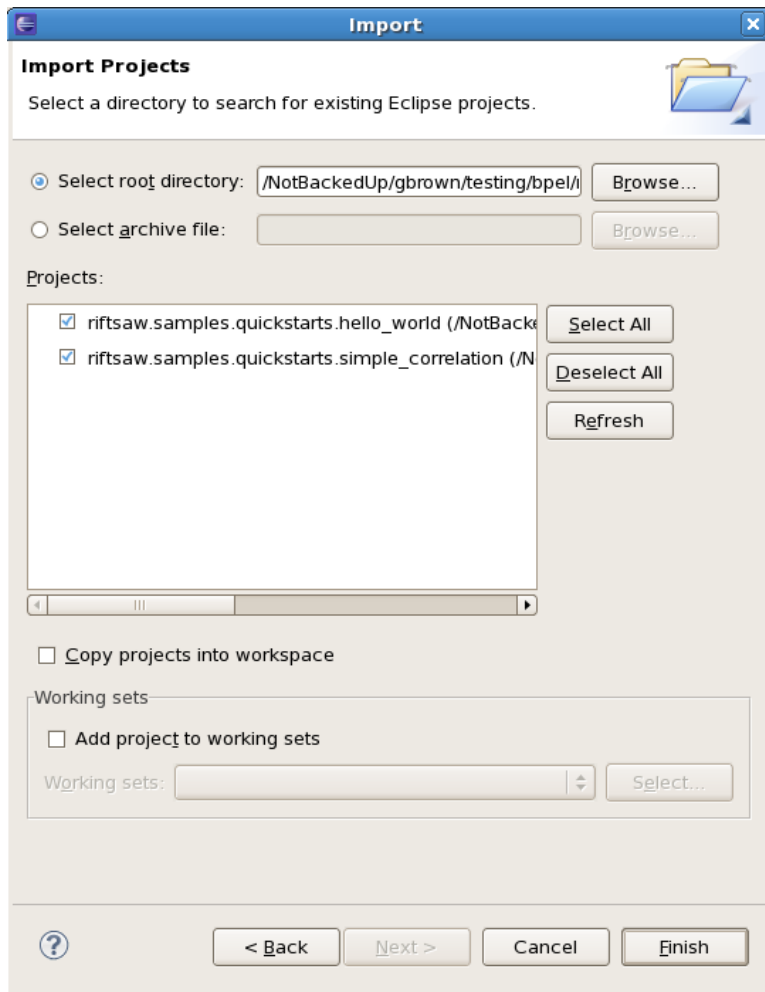 Import
Import Projects
Select a directory to search for existing Eclipse projects.
Select root directory: /NotBackedUp/gbrown/testing/bpel/ Browse...
Select archive file: Browse...
Projects:
riftsaw.samples.quickstarts.hello_world (/NotBacke Select All
riftsaw.samples.quickstarts.simple_correlation (/N
Deselect All
Refresh
Copy projects into workspace
Working sets
Add project to working sets
Working sets: Select...
< Back Next > Cancel Finish